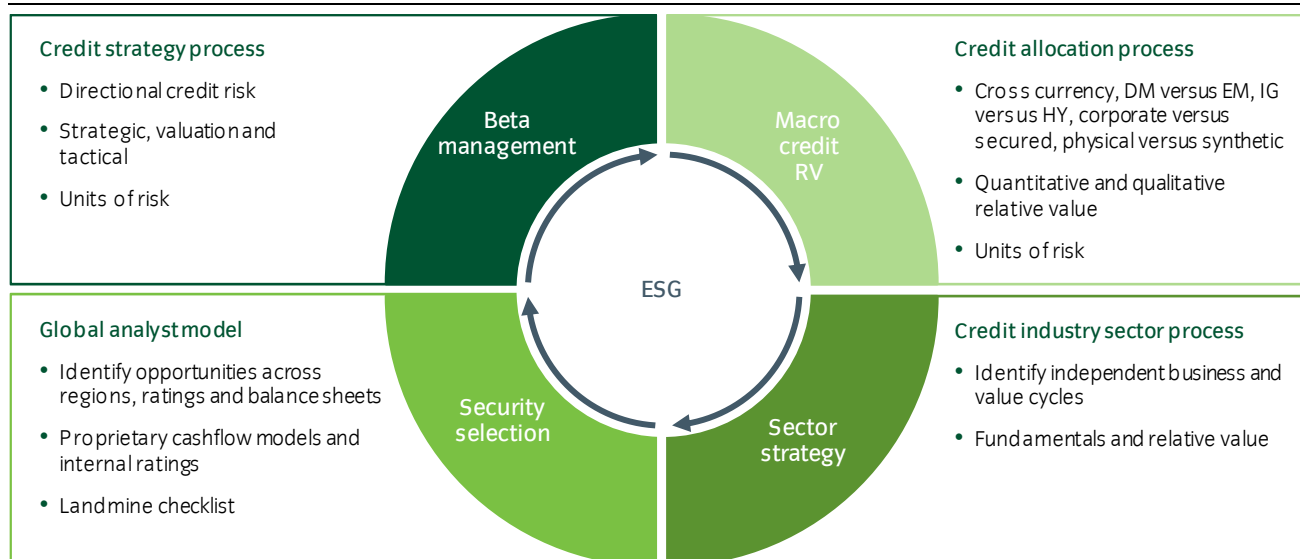 Credit strategy process
• Directional credit risk
• Strategic, valuation and
tactical
• Units of risk
Beta
management
Macro
credit
RV
Credit allocation process
• Cross currency, DM versus EM, IG
versus HY, corporate versus
secured, physical versus synthetic
• Quantitative and qualitative
relative value
• Units of risk
ESG
Global analyst model
• Identify opportunities across
regions, ratings and balance sheets
• Proprietary cashflow models and
internal ratings
• Landmine checklist
Security
selection
Sector
strategy
Credit industry sector process
• Identify independent business and
value cycles
• Fundamentals and relative value